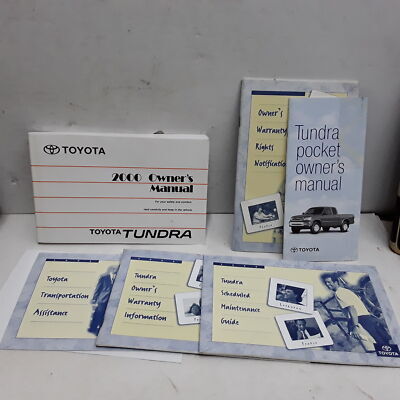 TOYOTA
2000 Owner's
Manual
For your safety and comfort
read carefully and keep in the vehicle
TOYOTA TUNDRA
Owner's
Warranty
Rights
Notification
Tundra
pocket
owner's
manual
TOYOTA
Toyota
Transportation
Assistance
Tundra
Owner's
Warranty
Information
Tundra
Scheduled
Maintenance
Guide
TOYOTA